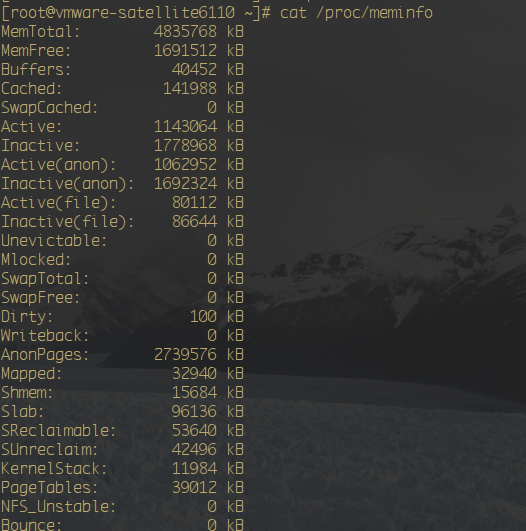 [root@vmware-satellite6110 ~]# cat /proc/meminfo
MemTotal: 4835768 kB
MemFree: 1691512 kB
Buffers: 40452 kB
Cached: 141988 kB
SwapCached: 0 kB
Active: 1143064 kB
Inactive: 1778968 kB
Active(anon): 1062952 kB
Inactive(anon): 1692324 kB
Active(file): 80112 kB
Inactive(file): 86644 kB
Unevictable: 0 kB
Mlocked: 0 kB
SwapTotal: 0 kB
SwapFree: 0 kB
Dirty: 100 kB
Writeback: 0 kB
AnonPages: 2739576 kB
Mapped: 32940 kB
Shmem: 15684 kB
Slab: 96136 kB
SReclaimable: 53640 kB
SUnreclaim: 42496 kB
KernelStack: 11984 kB
PageTables: 39012 kB
NFS_Unstable: 0 kB
Bounce: 0 kB